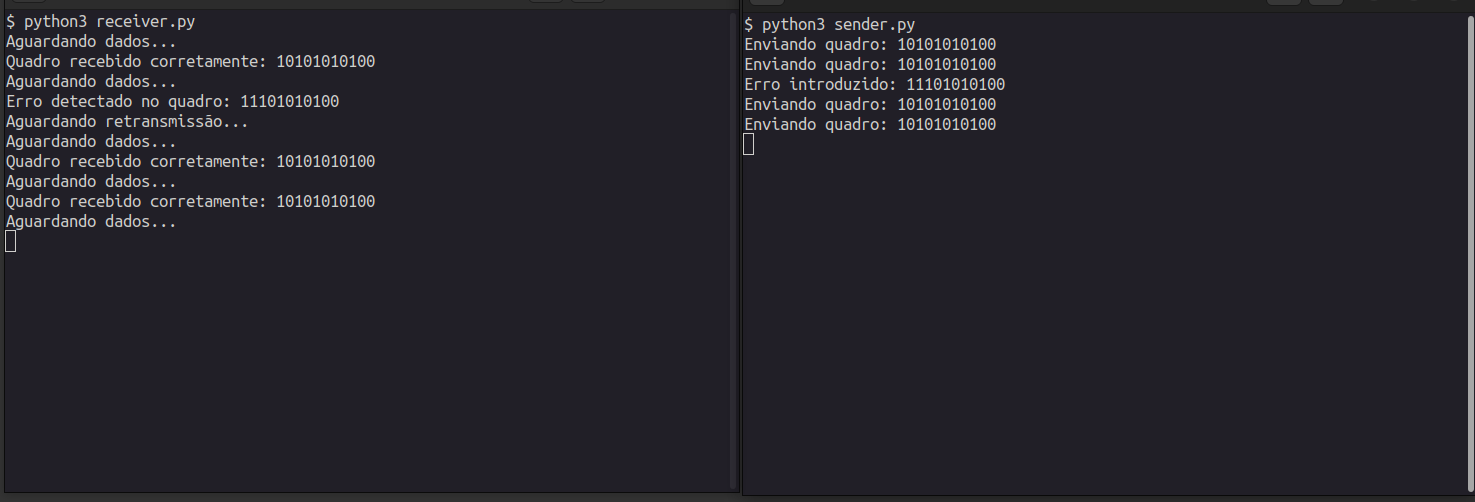 $ python3 receiver.py
Aguardando dados...
Quadro recebido corretamente: 10101010100
Aguardando dados...
Erro detectado no quadro: 11101010100
Aguardando retransmissão...
Aguardando dados...
Quadro recebido corretamente: 10101010100
Aguardando dados...
Quadro recebido corretamente: 10101010100
Aguardando dados...
$ python3 sender.py
Enviando quadro: 10101010100
Enviando quadro: 10101010100
Erro introduzido: 11101010100
Enviando quadro: 10101010100
Enviando quadro: 10101010100